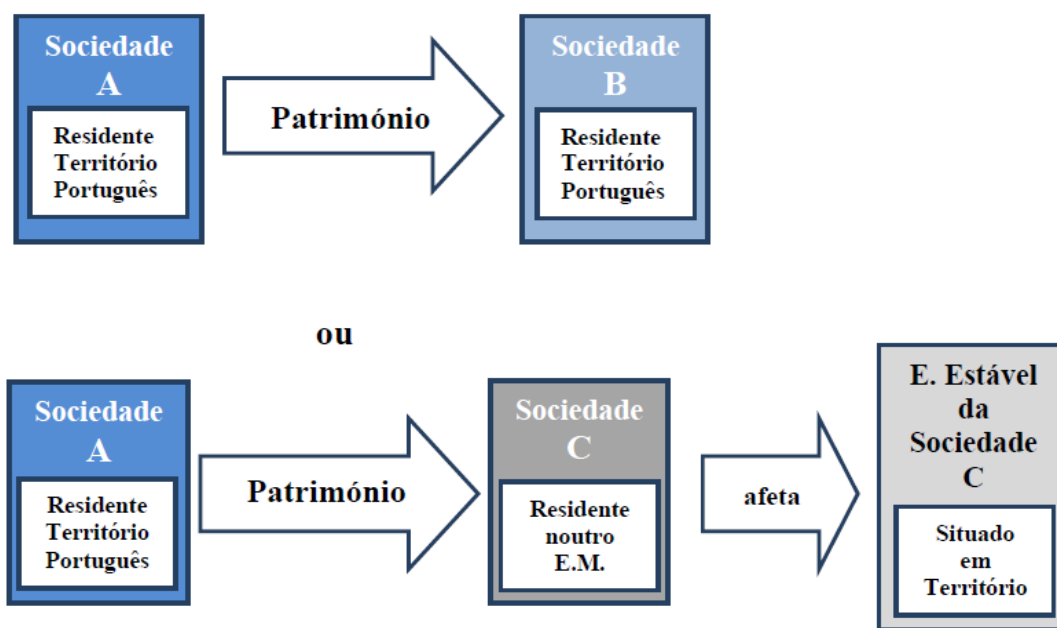 Sociedade
A
Residente
Território
Português
Património
Sociedade
B
Residente
Território
Português
ou
Sociedade
A
Residente
Território
Português
Património
Sociedade
C
Residente
noutro
E.M.
afeta
E. Estável
da
Sociedade
C
Situado
em
Território